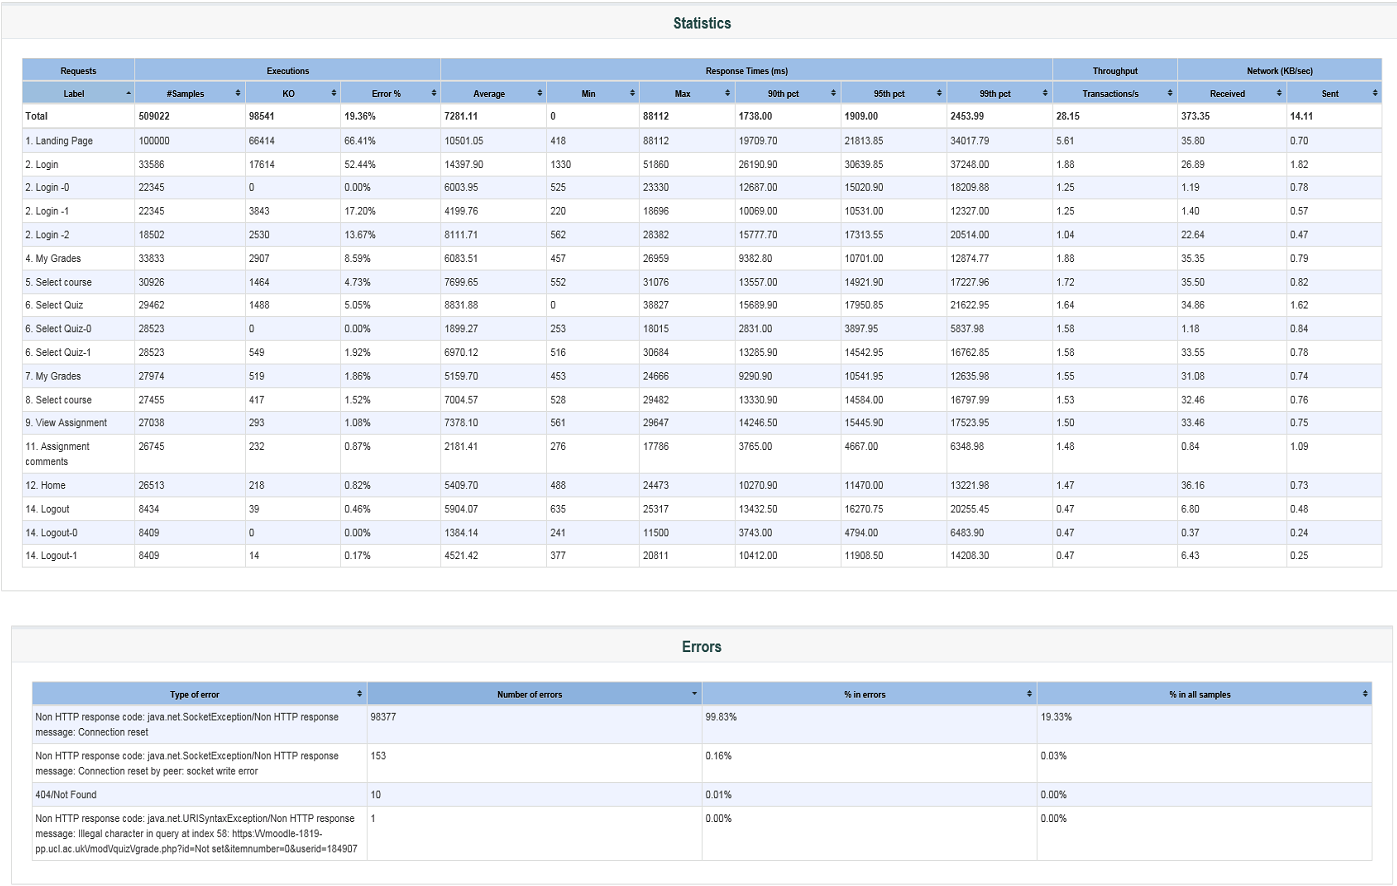 Statistics
Requests Executions Response Times (ms) Throughput Network (KB/sec)
Label #Samples KO Error % Average Min Max 90th pct 95th pct 99th pct Transactions/s Received Sent
Total 509022 98541 19.36% 7281.11 0 88112 1738.00 1909.00 2453.99 28.15 373.35 14.11
1. Landing Page 100000 66414 66.41% 10501.05 418 88112 19709.70 21813.85 34017.79 5.61 35.80 0.70
2. Login 33586 17614 52.44% 14397.90 1330 51860 26190.90 30639.85 37248.00 1.88 26.89 1.82
2. Login -0 22345 0 0.00% 6003.95 525 23330 12687.00 15020.90 18209.88 1.25 1.19 0.78
2. Login -1 22345 3843 17.20% 4199.76 220 18696 10069.00 10531.00 12327.00 1.25 1.40 0.57
2. Login -2 18502 2530 13.67% 8111.71 562 28382 15777.70 17313.55 20514.00 1.04 22.64 0.47
4. My Grades 33833 2907 8.59% 6083.51 457 26959 9382.80 10701.00 12874.77 1.88 35.35 0.79
5. Select course 30926 1464 4.73% 7699.65 552 31076 13557.00 14921.90 17227.96 1.72 35.50 0.82
6. Select Quiz 29462 1488 5.05% 8831.88 0 38827 15689.90 17950.85 21622.95 1.64 34.86 1.62
6. Select Quiz-0 28523 0 0.00% 1899.27 253 18015 2831.00 3897.95 5837.98 1.58 1.18 0.84
6. Select Quiz-1 28523 549 1.92% 6970.12 516 30684 13285.90 14542.95 16762.85 1.58 33.55 0.78
7. My Grades 27974 519 1.86% 5159.70 453 24666 9290.90 10541.95 12635.98 1.55 31.08 0.74
8. Select course 27455 417 1.52% 7004.57 528 29482 13330.90 14584.00 16797.99 1.53 32.46 0.76
9. View Assignment 27038 293 1.08% 7378.10 561 29647 14246.50 15445.90 17523.95 1.50 33.46 0.75
11. Assignment 26745 232 0.87% 2181.41 276 17786 3765.00 4667.00 6348.98 1.48 0.84 1.09
comments
12. Home 26513 218 0.82% 5409.70 488 24473 10270.90 11470.00 13221.98 1.47 36.16 0.73
14. Logout 8434 39 0.46% 5904.07 635 25317 13432.50 16270.75 20255.45 0.47 6.80 0.48
14. Logout-0 8409 0 0.00% 1384.14 241 11500 3743.00 4794.00 6483.90 0.47 0.37 0.24
14. Logout-1 8409 14 0.17% 4521.42 377 20811 10412.00 11908.50 14208.30 0.47 6.43 0.25
Errors
Type of error Number of errors % in errors % in all samples
Non HTTP response code: java.net.SocketException/Non HTTP response 98377 99.83% 19.33%
message: Connection reset
Non HTTP response code: java.net.SocketException/Non HTTP response 153 0.16% 0.03%
message: Connection reset by peer: socket write error
404/Not Found 10 0.01% 0.00%
Non HTTP response code: java.net.URISyntaxException/Non HTTP response 1 0.00% 0.00%
message: Illegal character in query at index 58: https:\/\/moodle-1819-
pp.ucl.ac.uk\/mod\/quiz\/grade.php?id=Not set&itemnumber=0&userid=184907